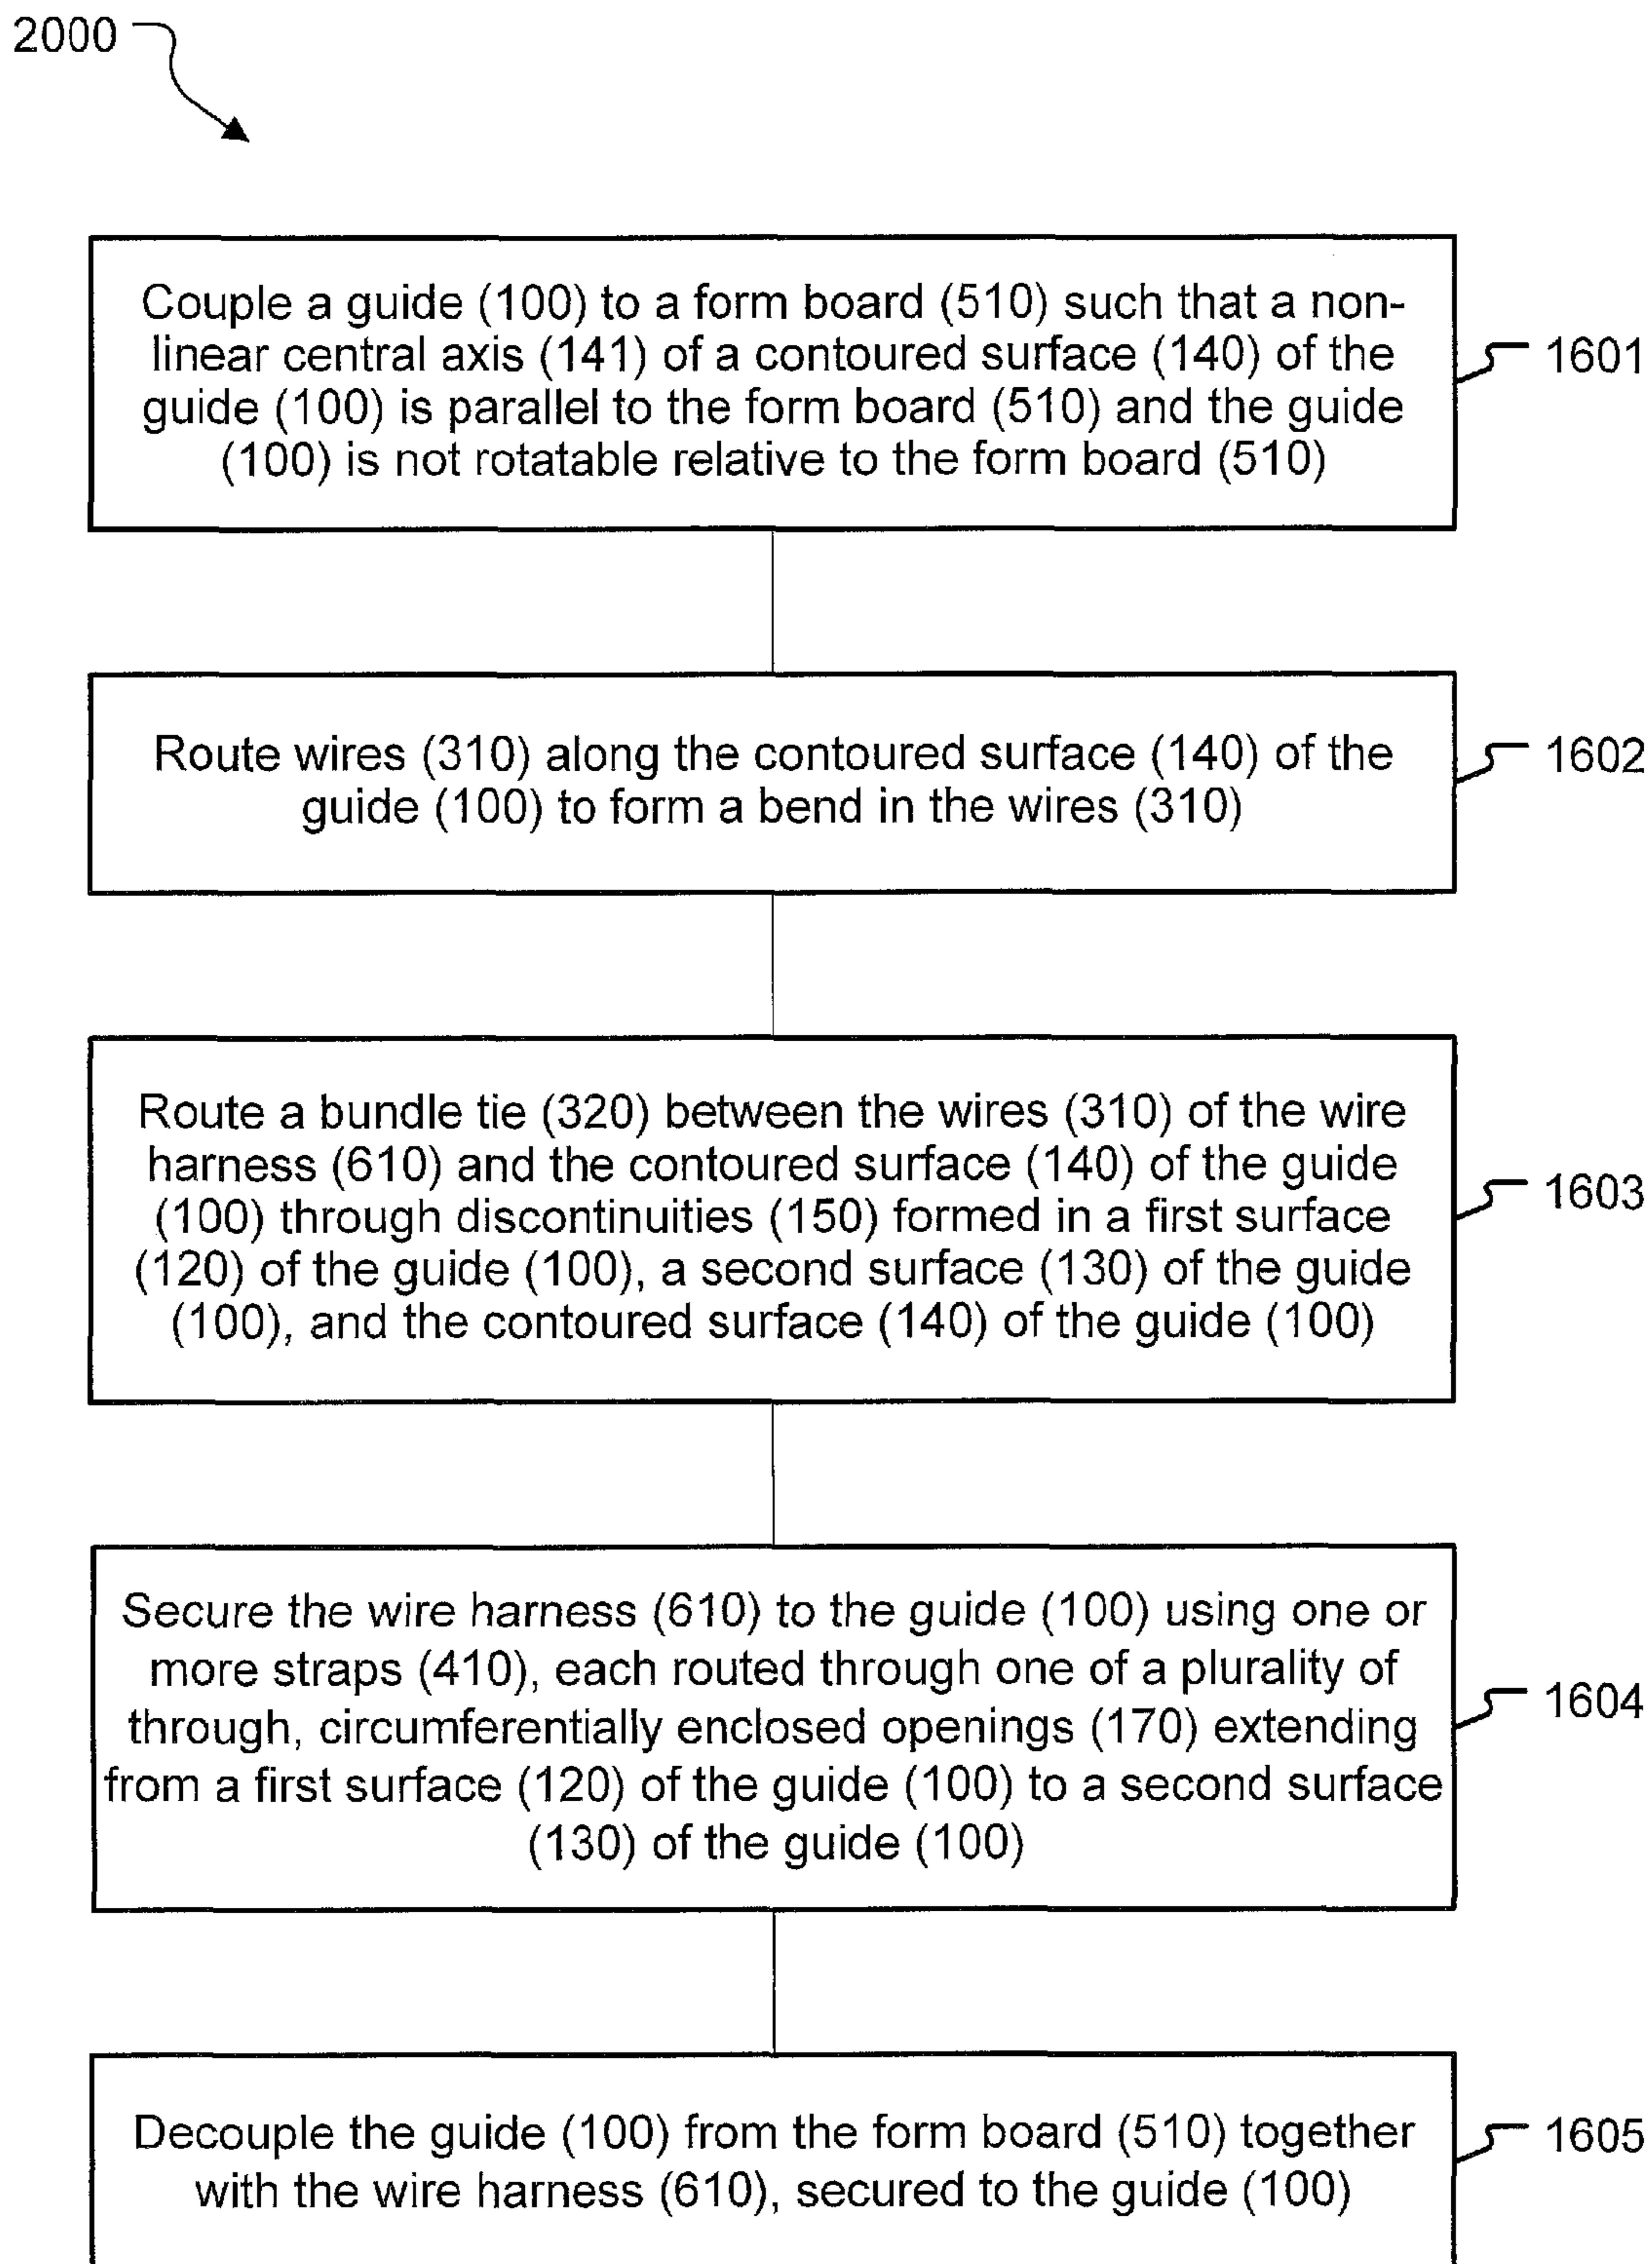 2000
Couple a guide (100) to a form board (510) such that a non-
linear central axis (141) of a contoured surface (140) of the
guide (100) is parallel to the form board (510) and the guide
(100) is not rotatable relative to the form board (510)
1601
Route wires (310) along the contoured surface (140) of the
guide (100) to form a bend in the wires (310)
1602
Route a bundle tie (320) between the wires (310) of the wire
harness (610) and the contoured surface (140) of the guide
(100) through discontinuities (150) formed in a first surface
(120) of the guide (100), a second surface (130) of the guide
(100), and the contoured surface (140) of the guide (100)
1603
Secure the wire harness (610) to the guide (100) using one or
more straps (410), each routed through one of a plurality of
through, circumferentially enclosed openings (170) extending
from a first surface (120) of the guide (100) to a second surface
(130) of the guide (100)
1604
Decouple the guide (100) from the form board (510) together
with the wire harness (610), secured to the guide (100)
1605